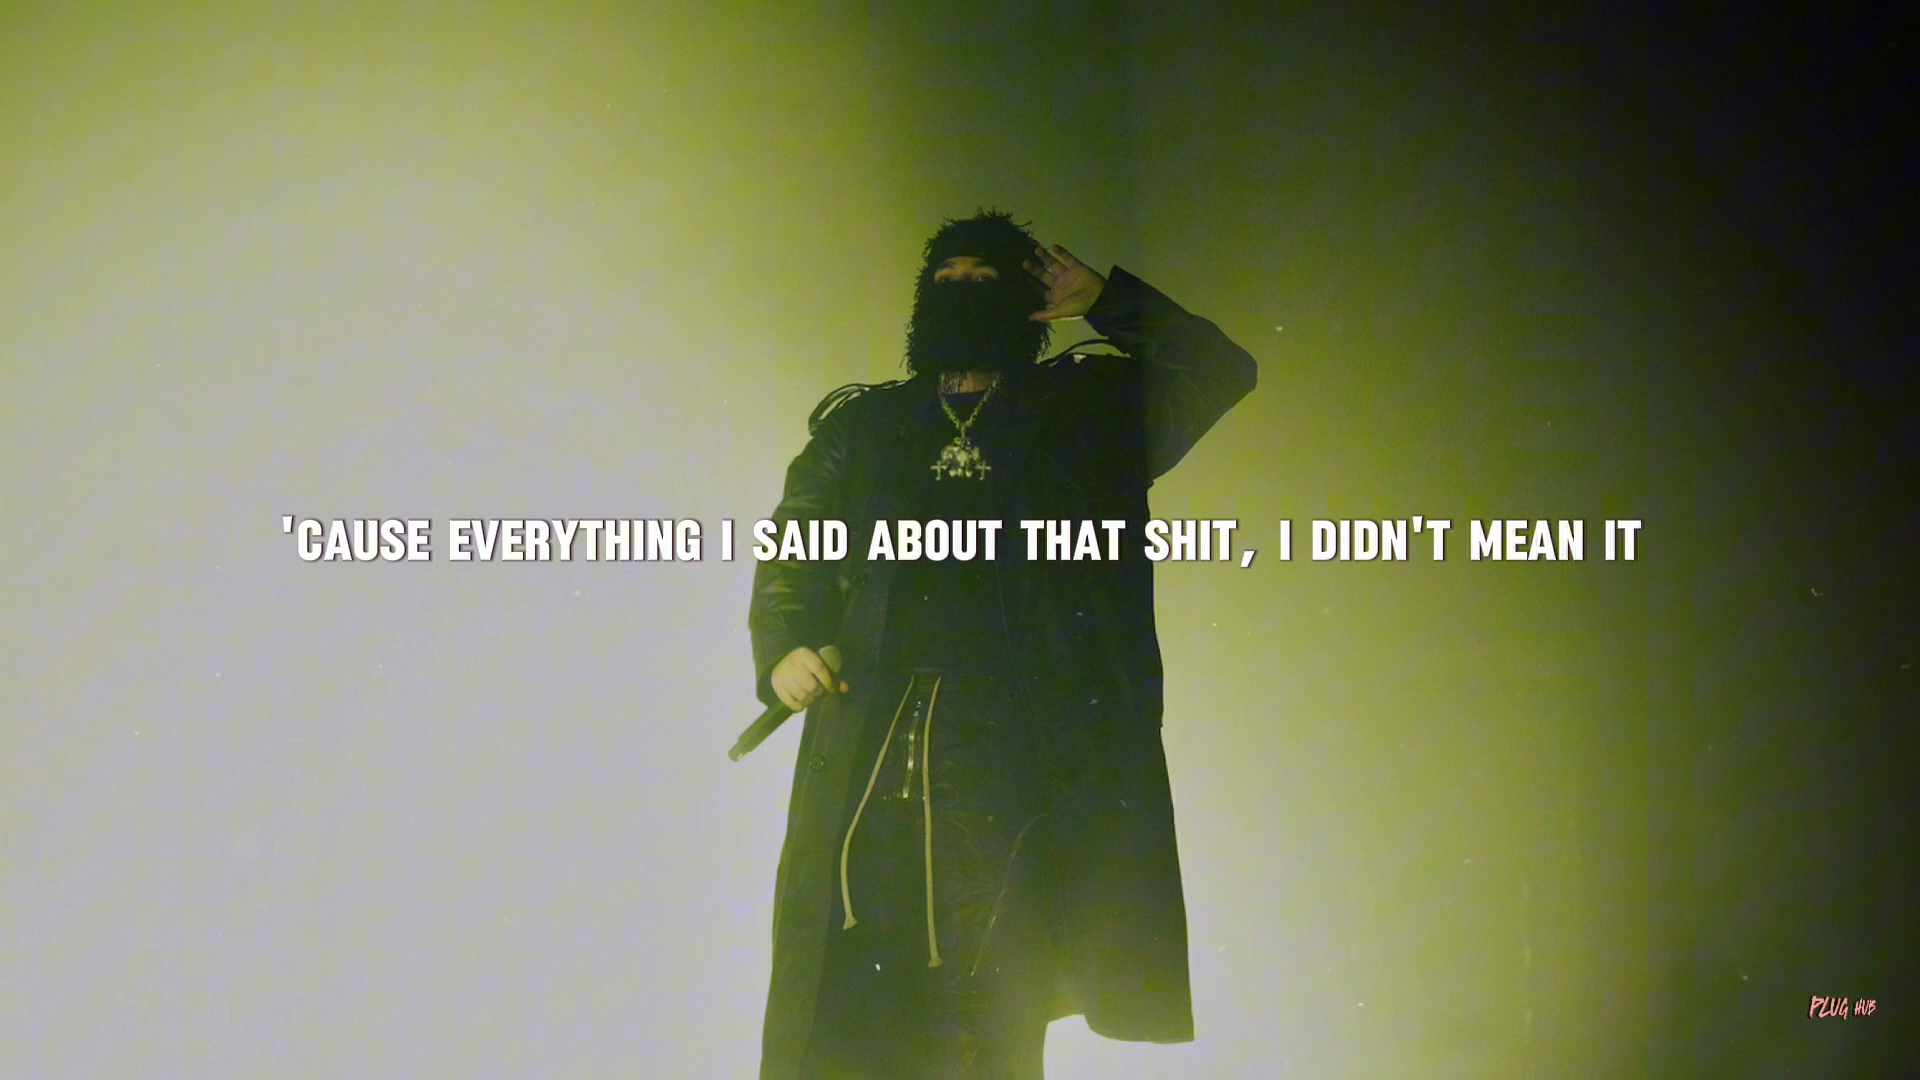 'CAUSE EVERYTHING I SAID ABOUT THAT SHIT, I DIDN'T MEAN IT
PLUG HUB